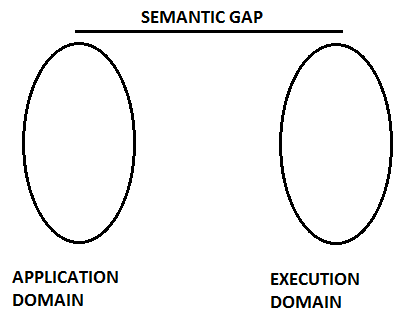 SEMANTIC GAP
APPLICATION
DOMAIN
EXECUTION
DOMAIN